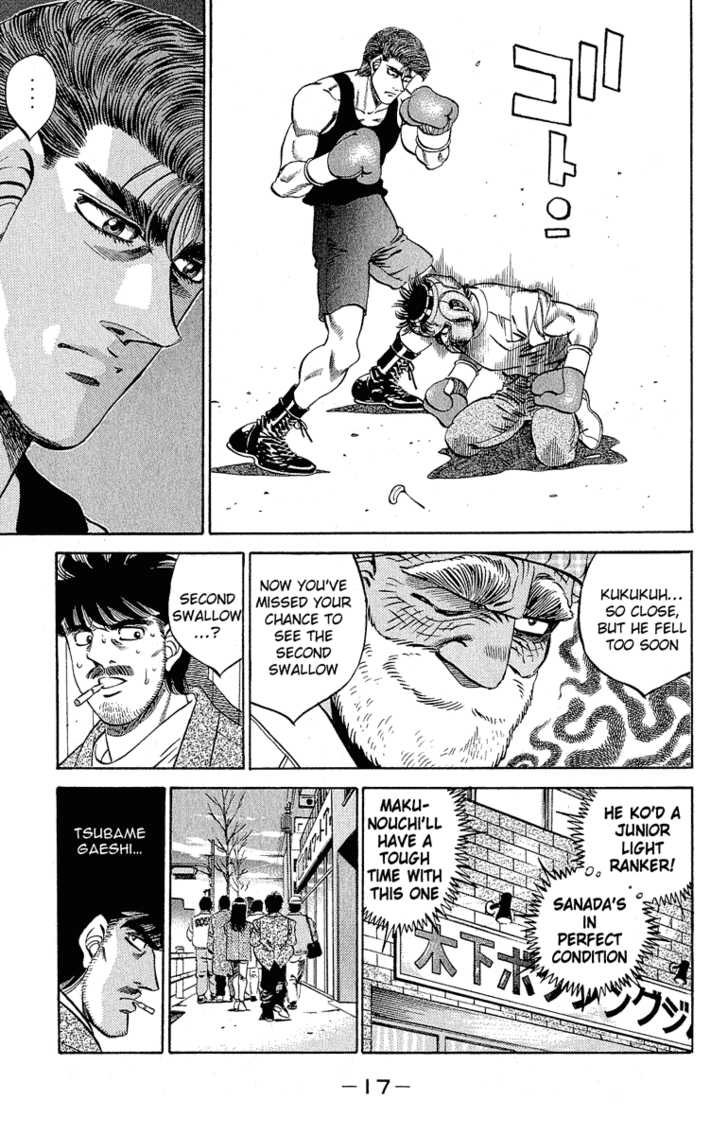 ゴト
. . .
KUKUKUH...
SO CLOSE,
BUT HE FELL
TOO SOON
NOW YOU'VE
MISSED YOUR
CHANCE TO
SEE THE
SECOND
SWALLOW
SECOND
SWALLOW
...?
HE KO'D A
JUNIOR
LIGHT
RANKER!
SANADA'S
IN
PERFECT
CONDITION
MAKU-
NOUCHI'LL
HAVE A
TOUGH
TIME WITH
THIS ONE
木下ボクシングジ
TSUBAME
GAESHI...
—17—